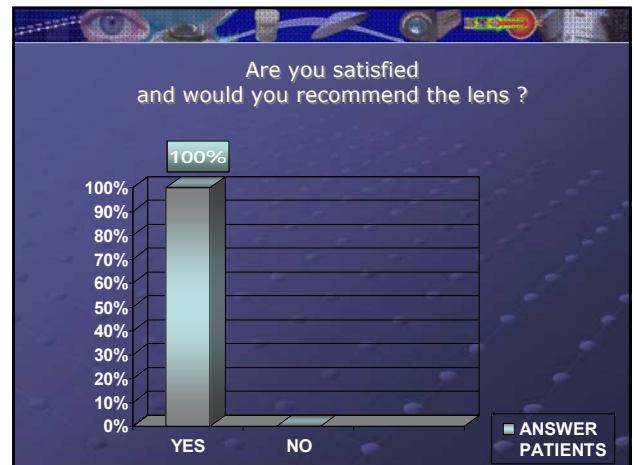 Are you satisfied
and would you recommend the lens ?
100%
100%
90%
80%
70%
60%
50%
40%
30%
20%
10%
0%
YES NO
ANSWER
PATIENTS